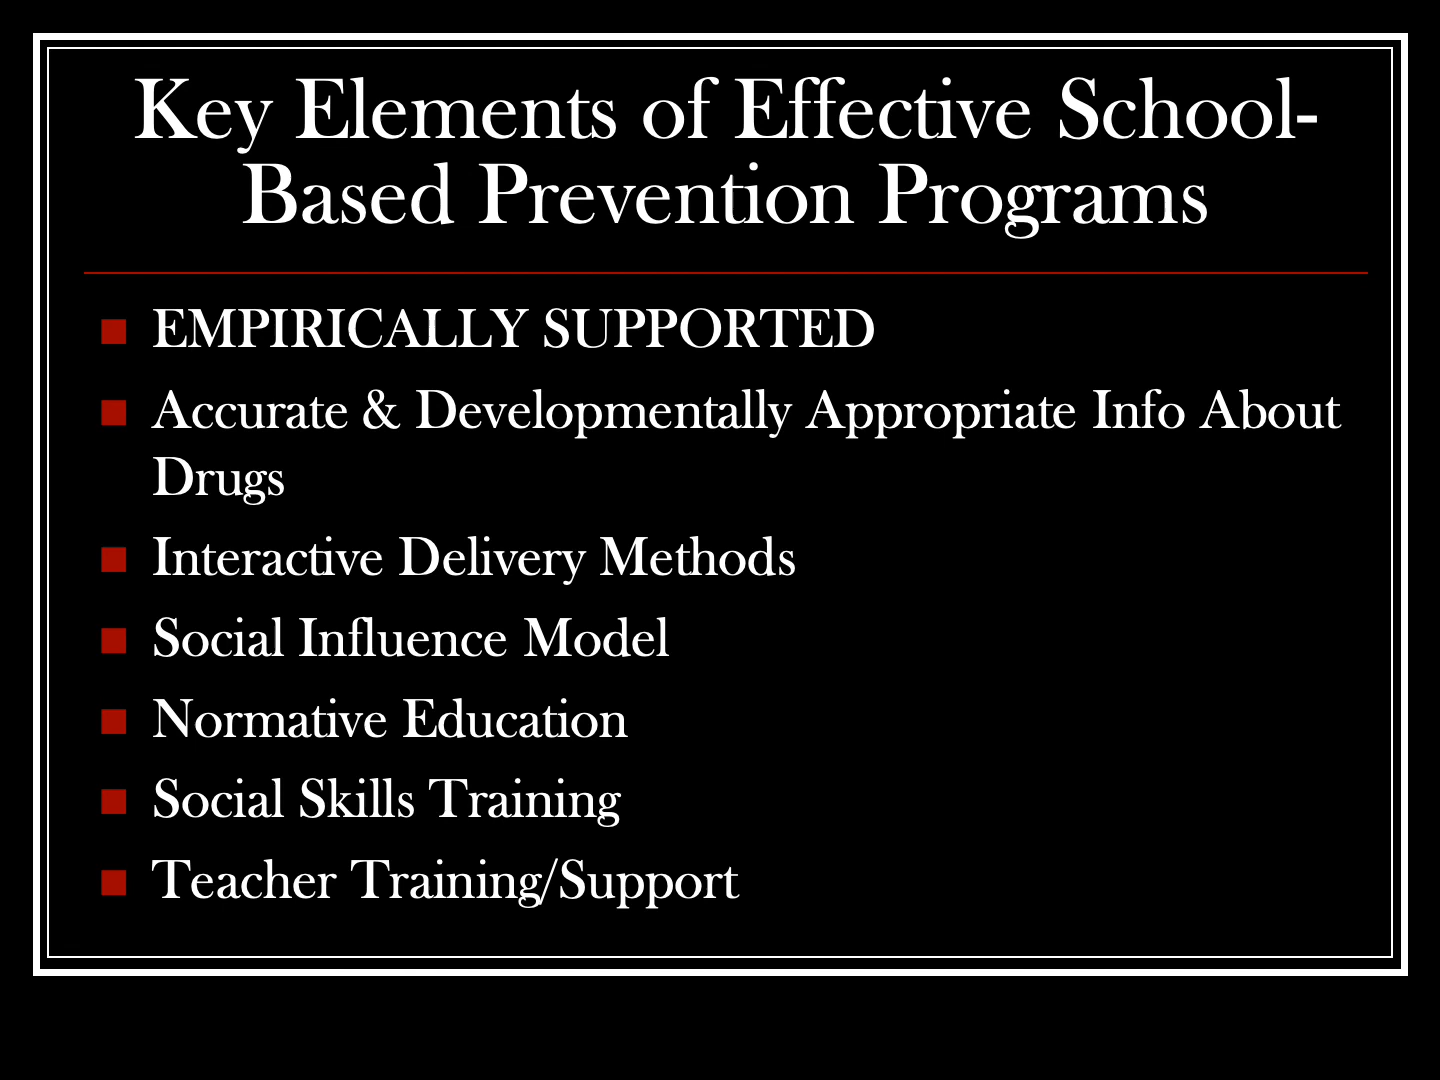 Key Elements of Effective School-
Based Prevention Programs
EMPIRICALLY SUPPORTED
Accurate & Developmentally Appropriate Info About
Drugs
Interactive Delivery Methods
Social Influence Model
Normative Education
Social Skills Training
Teacher Training/Support